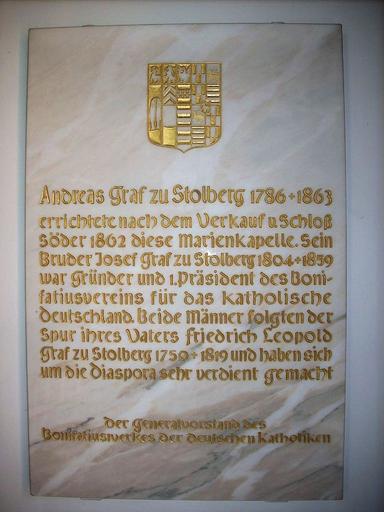 Andreas Graf zu Stolberg 1786 + 1863
errichtete nach dem Verkauf u. Schloß
Söder 1862 diese Marienkapelle. Sein
Bruder Josef Graf zu Stolberg 1804 + 1859
war Gründer und 1. Präsident des Boni-
fatiusvereins für das katholische
Deutschland. Beide Männer folgten der
Spur ihres Vaters Friedrich Leopold
Graf zu Stolberg 1750 + 1819 und haben sich
um die Diaspora sehr verdient gemacht
Der Generalvorstand des
Bonifatiuswerkes der deutschen Katholiken